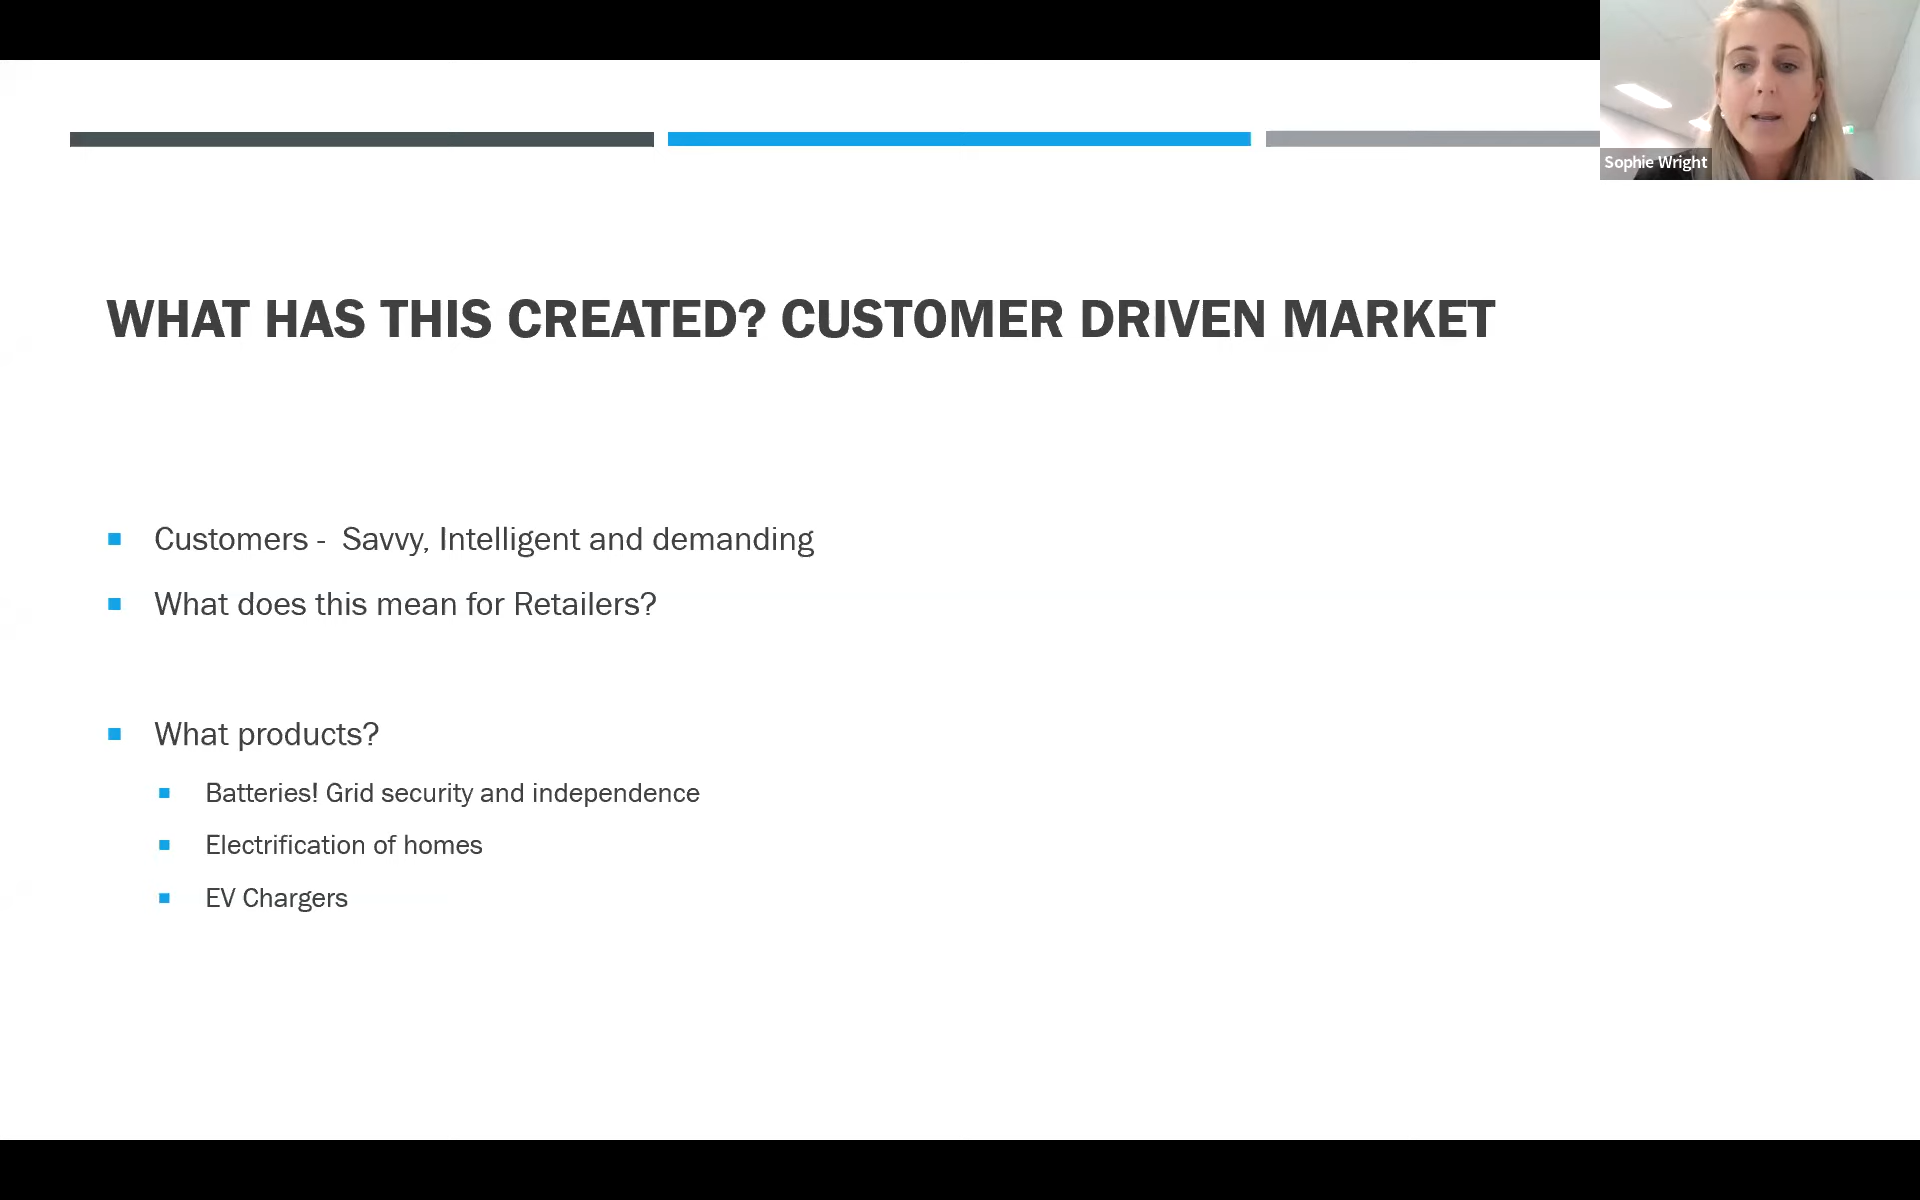 Sophie Wright
WHAT HAS THIS CREATED? CUSTOMER DRIVEN MARKET
Customers -  Savvy, Intelligent and demanding
What does this mean for Retailers?
What products?
Batteries! Grid security and independence
Electrification of homes
EV Chargers